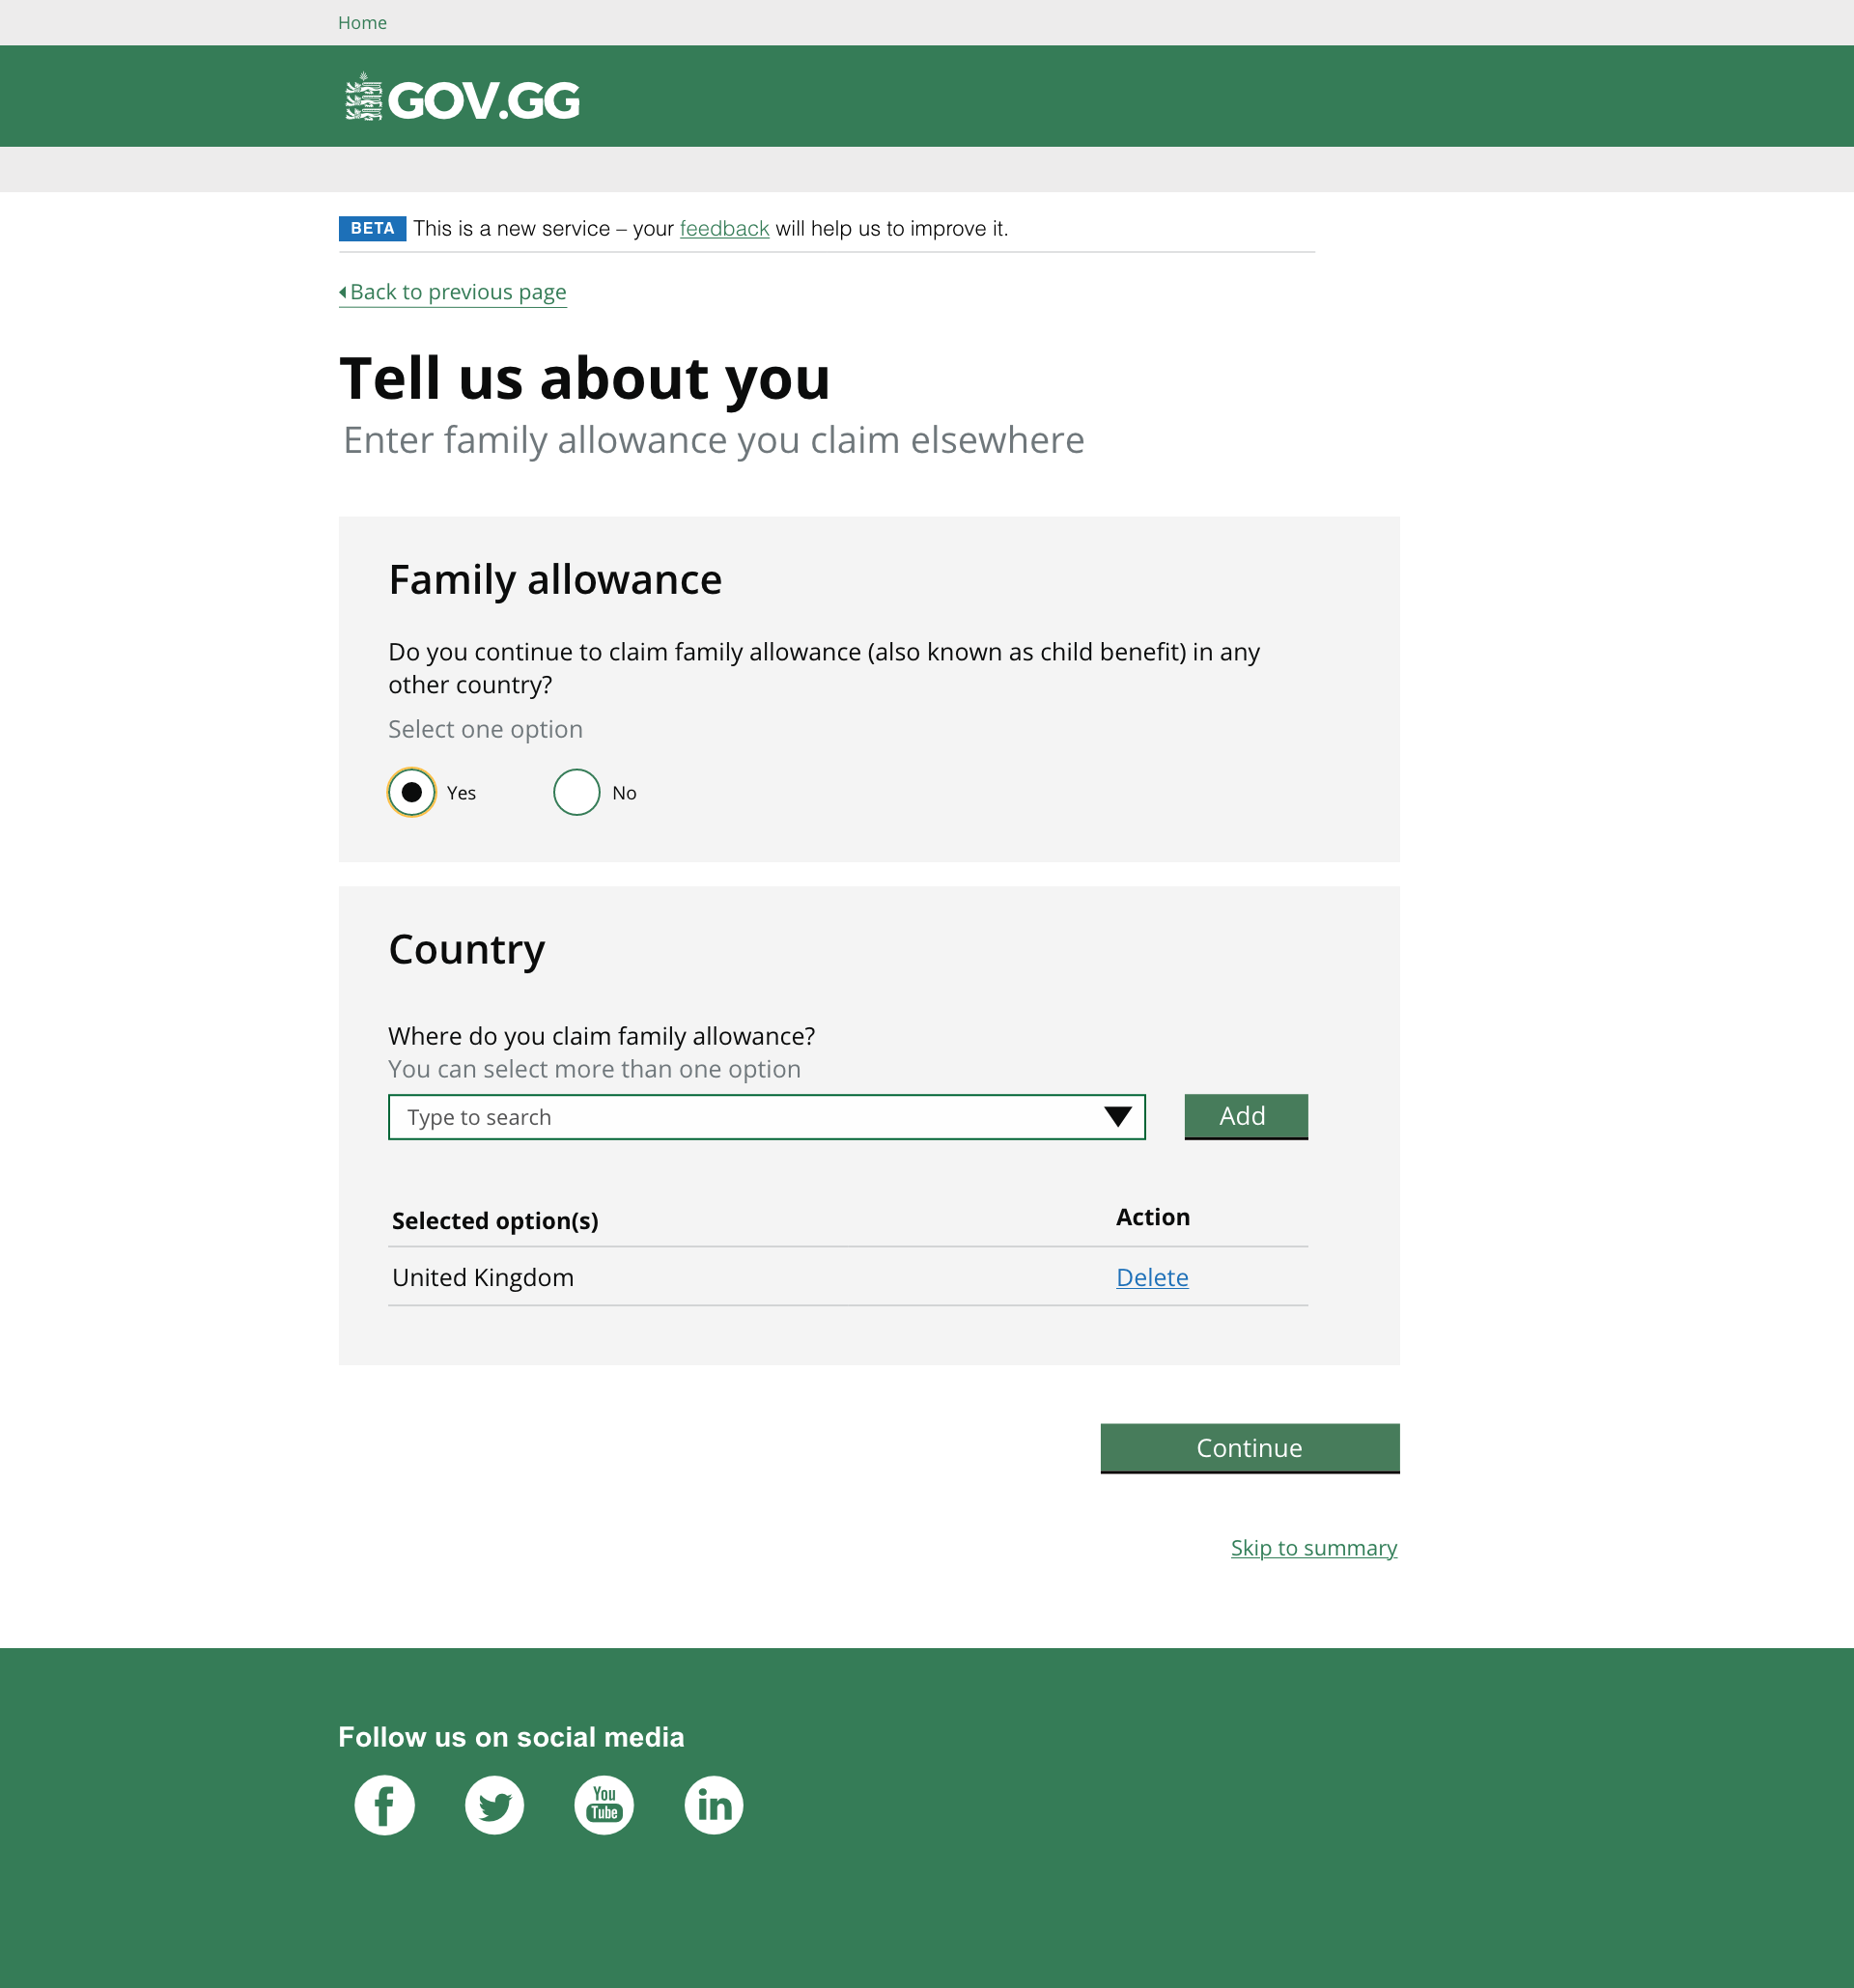 Home
GOV.GG
BETA This is a new service – your feedback will help us to improve it.
Back to previous page
Tell us about you
Enter family allowance you claim elsewhere
Family allowance
Do you continue to claim family allowance (also known as child benefit) in any
other country?
Select one option
Yes No
Country
Where do you claim family allowance?
You can select more than one option
Type to search Add
Selected option(s) Action
United Kingdom Delete
Continue
Skip to summary
Follow us on social media
f You Tube in